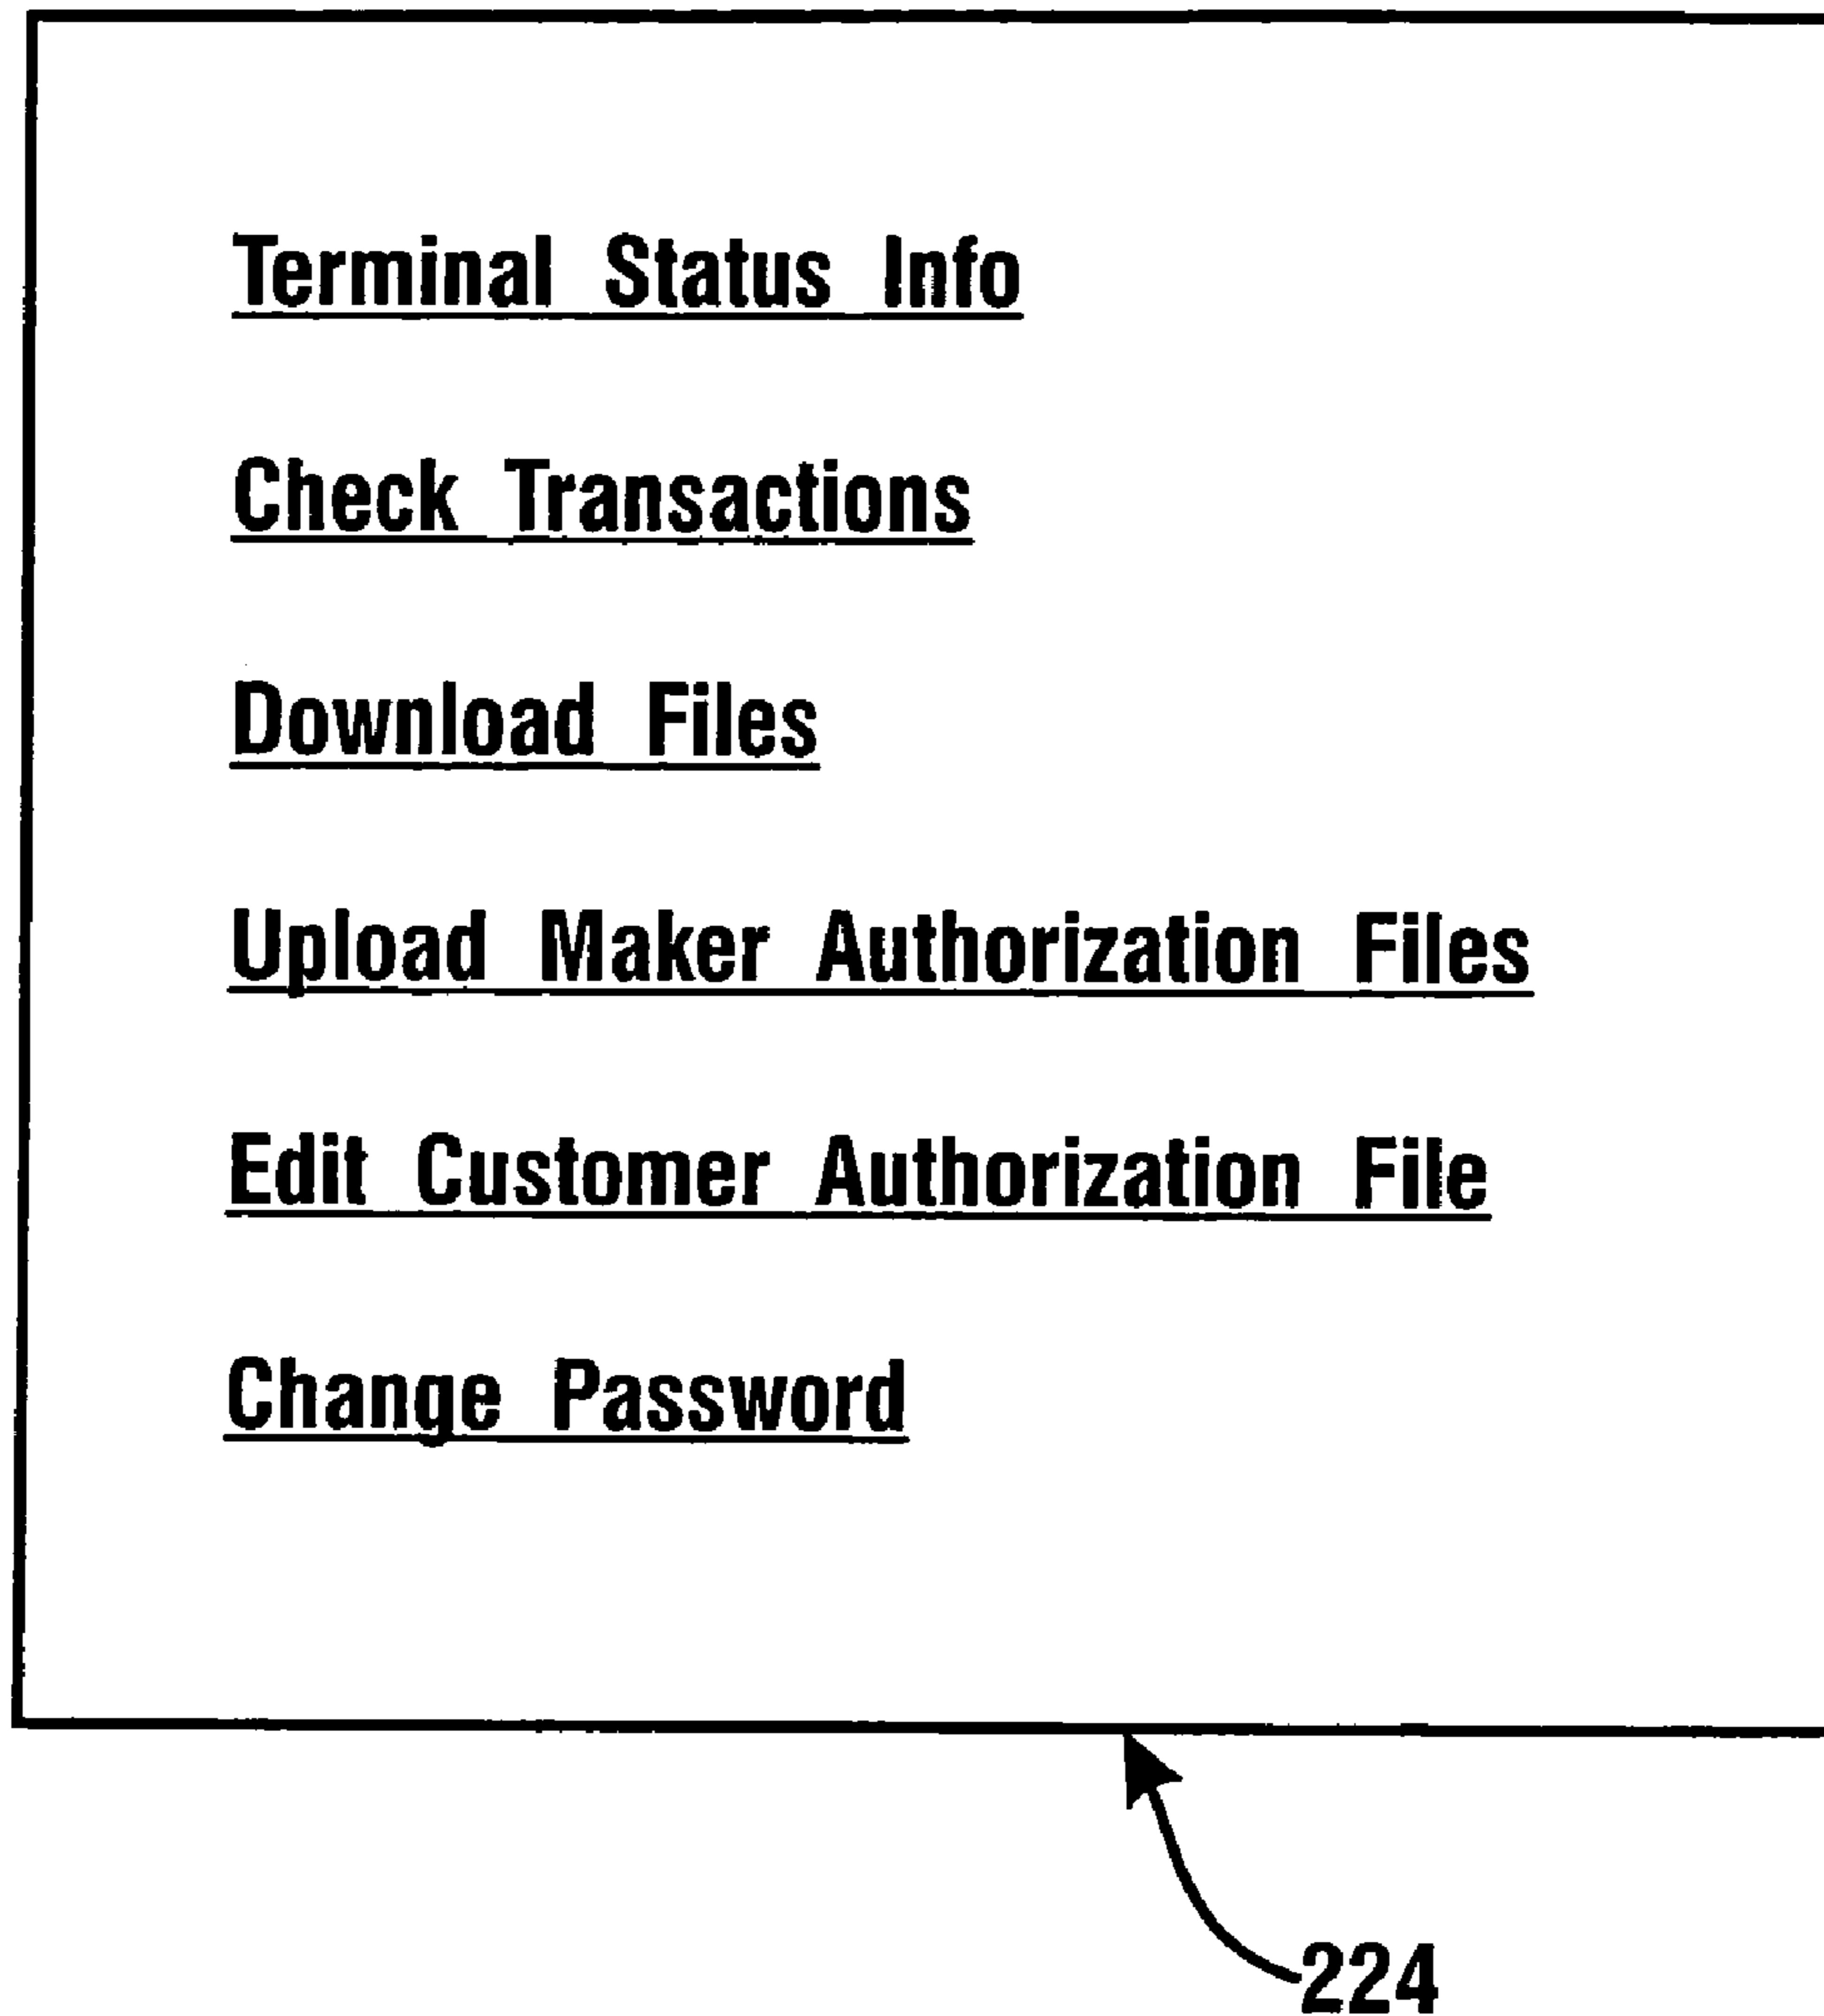 Terminal Status Info
Check Transactions
Download Files
Upload Maker Authorization Files
Edit Customer Authorization File
Change Password
224